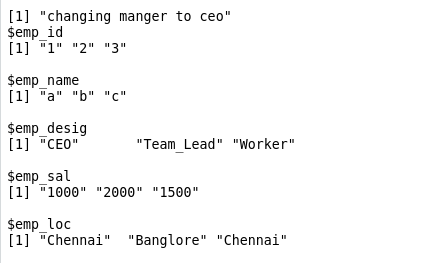 [1] "changing manger to ceo"
$emp_id
[1] "1" "2" "3"

$emp_name
[1] "a" "b" "c"

$emp_desig
[1] "CEO"       "Team_Lead" "Worker"

$emp_sal
[1] "1000" "2000" "1500"

$emp_loc
[1] "Chennai"  "Banglore" "Chennai"